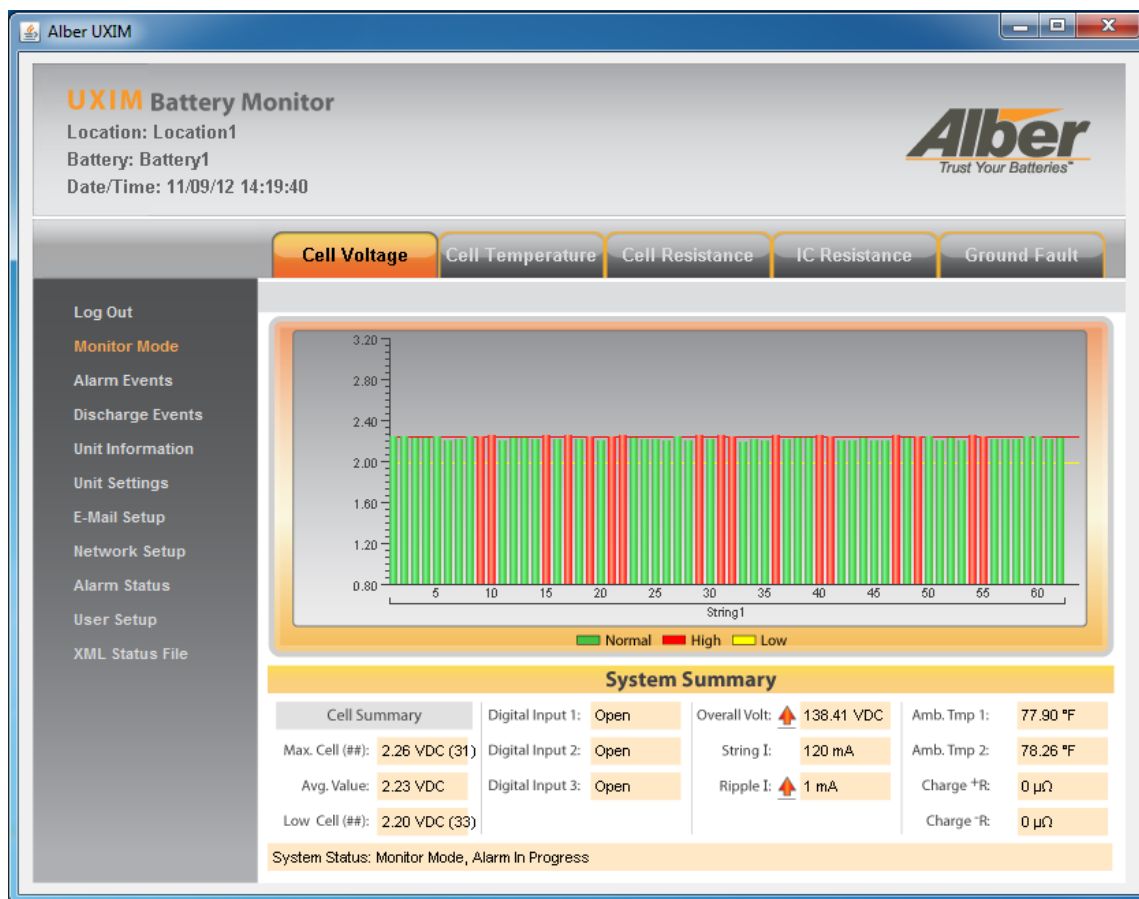 Alber UXIM
UXIM Battery Monitor
Location: Location1
Battery: Battery1
Date/Time: 11/09/12 14:19:40
Alber
Trust Your Batteries™
Cell Voltage Cell Temperature Cell Resistance IC Resistance Ground Fault
Log Out
Monitor Mode
Alarm Events
Discharge Events
Unit Information
Unit Settings
E-Mail Setup
Network Setup
Alarm Status
User Setup
XML Status File
3.20
2.80
2.40
2.00
1.60
1.20
0.80
5 10 15 20 25 30 35 40 45 50 55 60
String1
Normal High Low
System Summary
Cell Summary Digital Input 1: Open Overall Volt: 138.41 VDC Amb. Tmp 1: 77.90 °F
Max. Cell (##): 2.26 VDC (31) Digital Input 2: Open String I: 120 mA Amb. Tmp 2: 78.26 °F
Avg. Value: 2.23 VDC Digital Input 3: Open Ripple I: 1 mA Charge +R: 0 µΩ
Low Cell (##): 2.20 VDC (33) Charge -R: 0 µΩ
System Status: Monitor Mode, Alarm In Progress